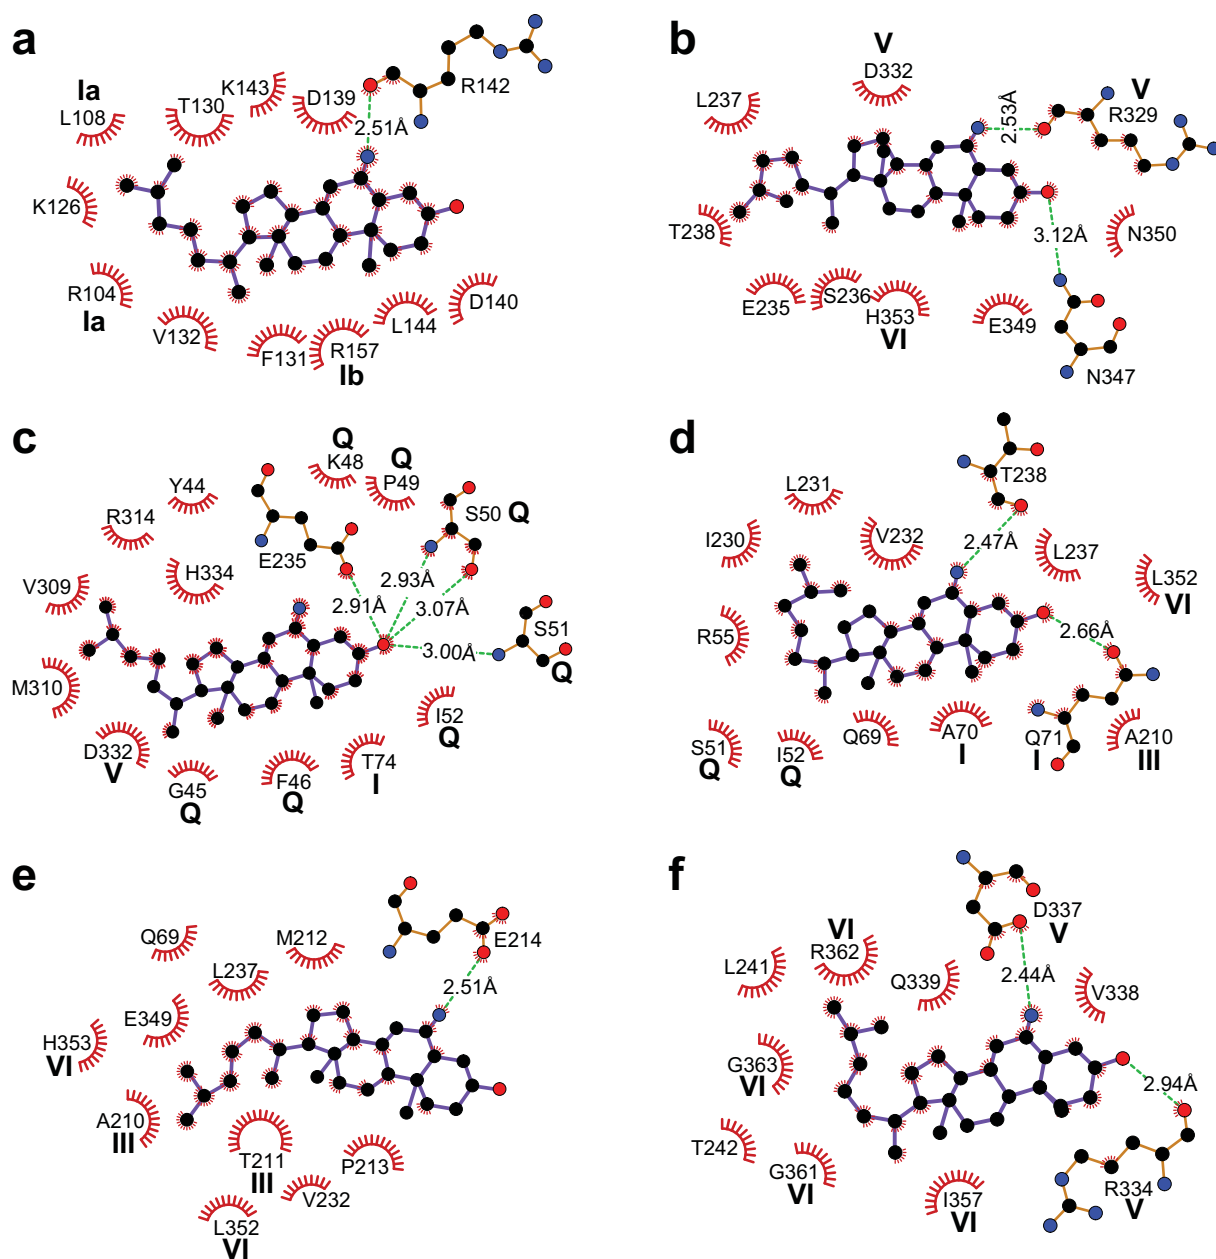 a
Ia
L108
T130
K143
D139
R142
2.51Å
K126
R104
Ia
V132
F131
R157
Ib
L144
D140
b
V
D332
L237
2.53Å
V
R329
T238
3.12Å
N350
E235
S236
H353
VI
E349
N347
c
Q
K48
Q
P49
Y44
S50 Q
R314
E235
H334
V309
2.93Å
2.91Å
3.07Å
S51
3.00Å
Q
M310
I52
Q
D332
V
T74
I
G45
Q
F46
Q
d
T238
L231
I230
V232
2.47Å
L237
L352
VI
R55
2.66Å
S51
Q
I52
Q
Q69
A70
I
Q71
I
A210
III
e
Q69
M212
E214
L237
2.51Å
E349
H353
VI
A210
III
T211
III
P213
V232
L352
VI
f
D337
V
VI
R362
L241
Q339
2.44Å
V338
G363
VI
2.94Å
T242
G361
VI
R334
V
I357
VI